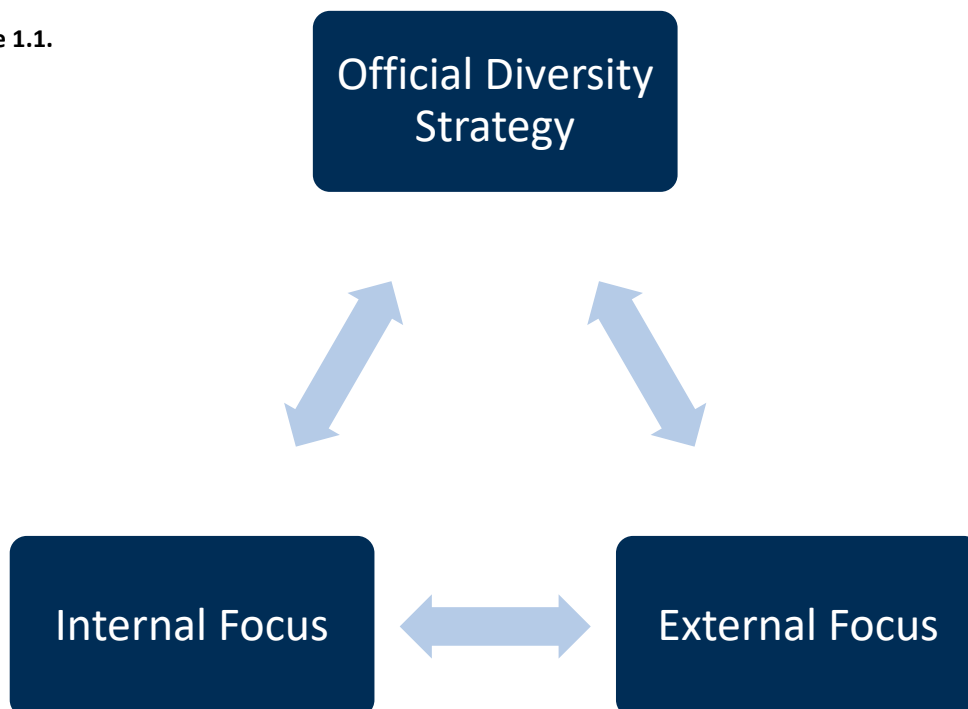 e 1.1.
Official Diversity
Strategy
Internal Focus
External Focus